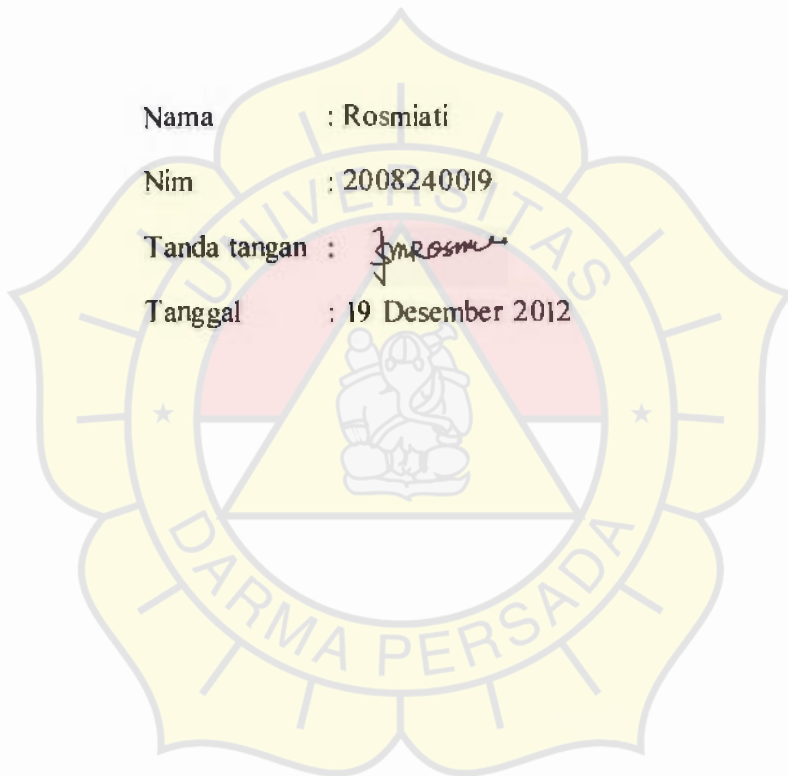 Nama : Rosmiati
Nim : 2008240019
Tanda tangan :
Tanggal : 19 Desember 2012
UNIVERSITAS
DARMA PERSADA